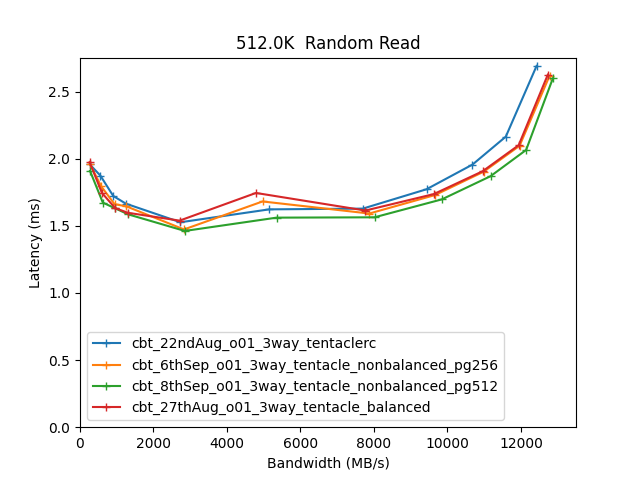 512.0K  Random Read
Latency (ms)
2.5
2.0
1.5
1.0
0.5
0.0
cbt_22ndAug_o01_3way_tentaclerc
cbt_6thSep_o01_3way_tentacle_nonbalanced_pg256
cbt_8thSep_o01_3way_tentacle_nonbalanced_pg512
cbt_27thAug_o01_3way_tentacle_balanced
0 2000 4000 6000 8000 10000 12000
Bandwidth (MB/s)